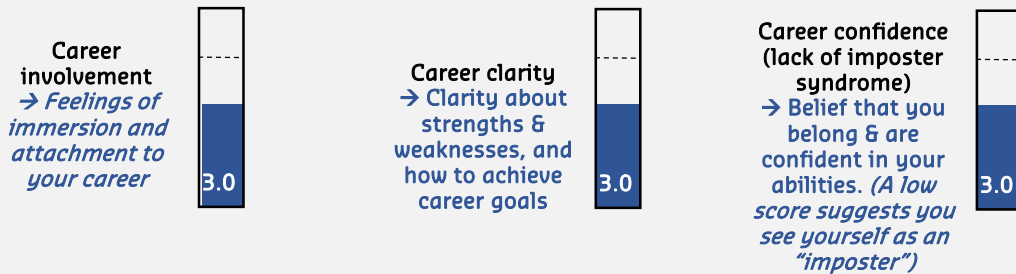 Career
involvement
→ Feelings of
immersion and
attachment to
your career
3.0
Career clarity
→ Clarity about
strengths &
weaknesses, and
how to achieve
career goals
3.0
Career confidence
(lack of imposter
syndrome)
→ Belief that you
belong & are
confident in your
abilities. (A low
score suggests you
see yourself as an
“imposter”)
3.0